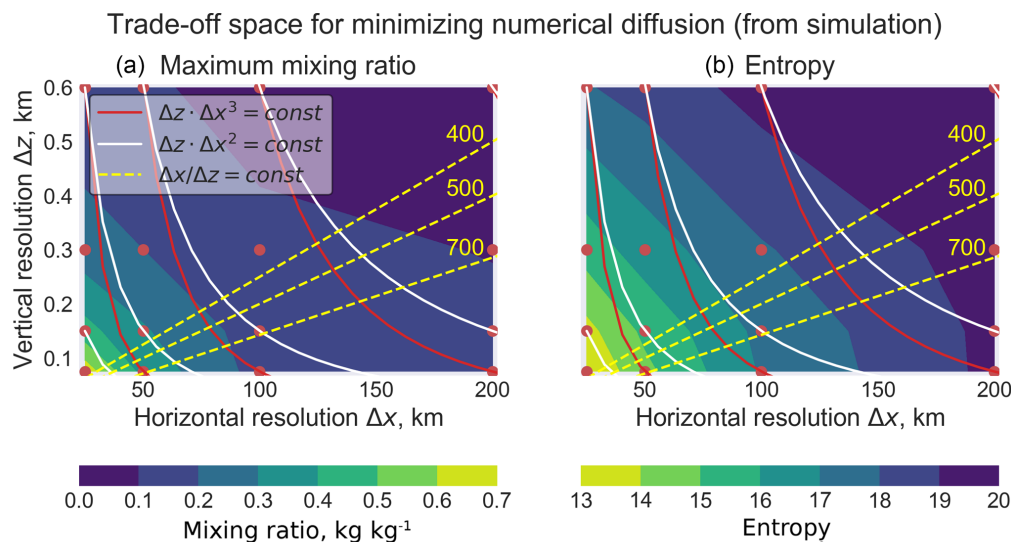 Trade-off space for minimizing numerical diffusion (from simulation)
(a) Maximum mixing ratio
(b) Entropy
Vertical resolution Δz, km
0.6
0.5
0.4
0.3
0.2
0.1
Δz · Δx³ = const
Δz · Δx² = const
Δx/Δz = const
400
500
700
400
500
700
50 100 150 200
50 100 150 200
Horizontal resolution Δx, km
Horizontal resolution Δx, km
0.0 0.1 0.2 0.3 0.4 0.5 0.6 0.7
13 14 15 16 17 18 19 20
Mixing ratio, kg kg⁻¹
Entropy